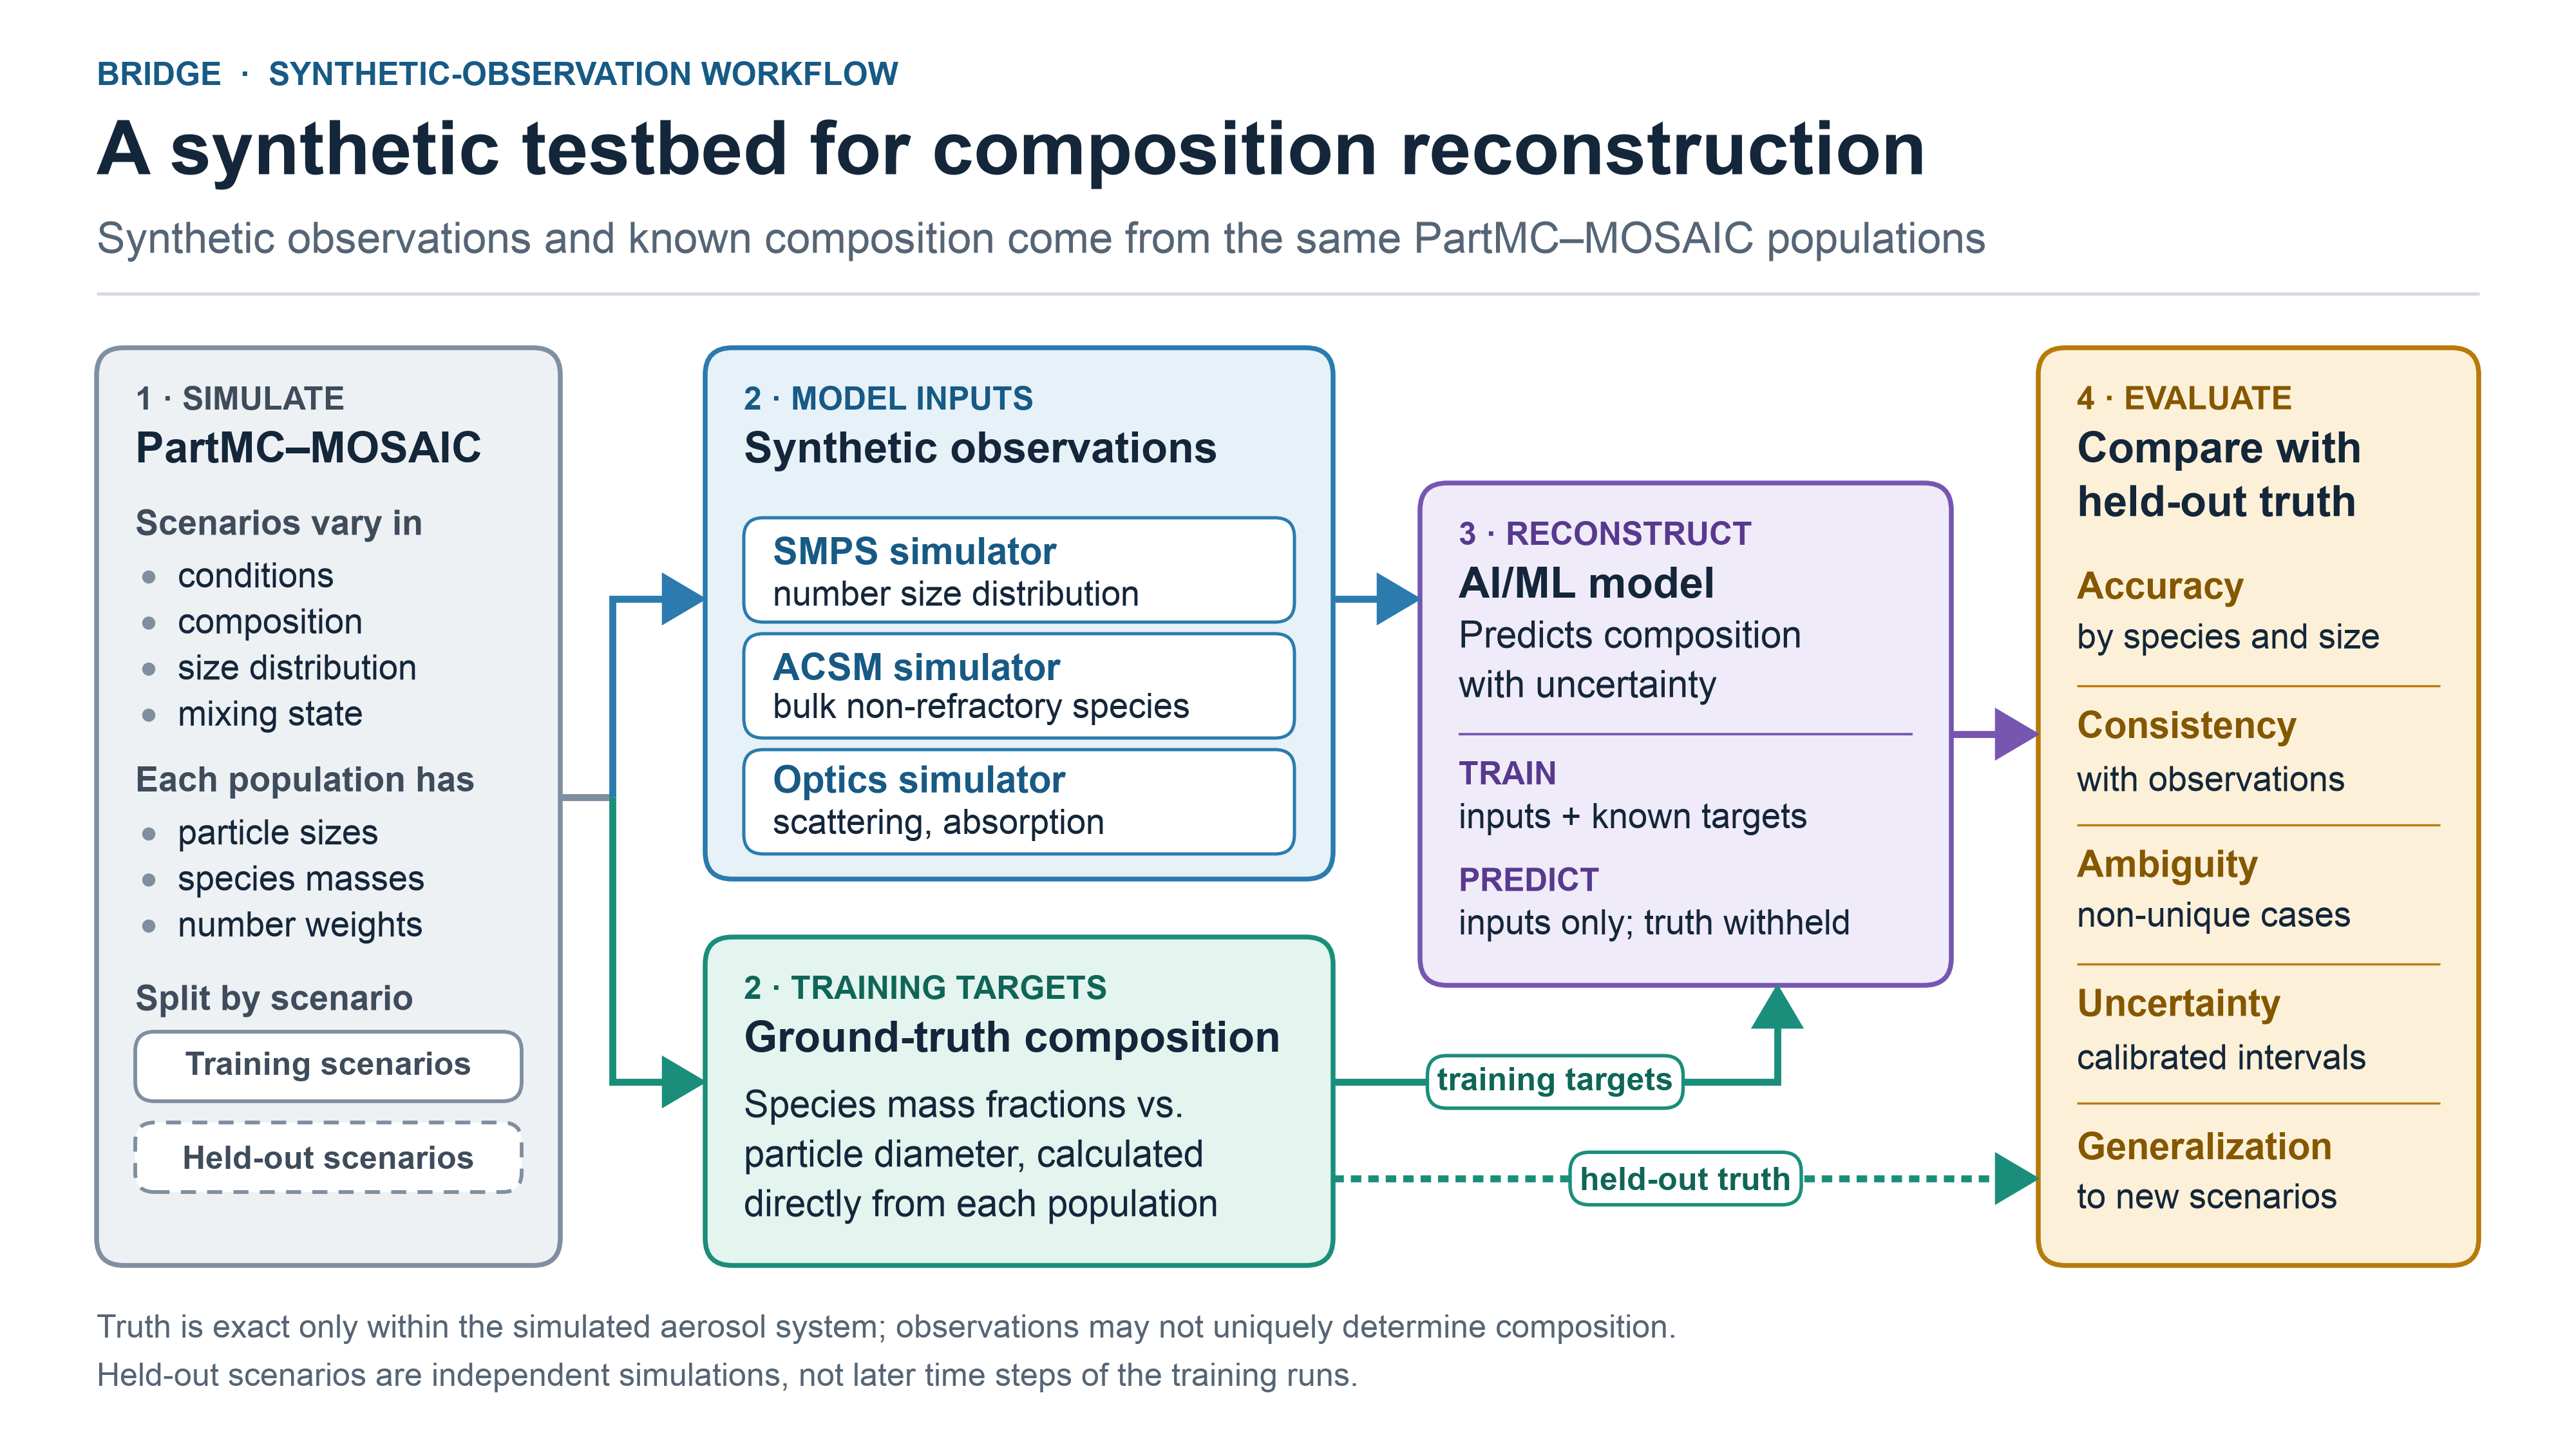 BRIDGE · SYNTHETIC-OBSERVATION WORKFLOW
A synthetic testbed for composition reconstruction
Synthetic observations and known composition come from the same PartMC–MOSAIC populations
1 · SIMULATE
PartMC–MOSAIC
Scenarios vary in
• conditions
• composition
• size distribution
• mixing state
Each population has
• particle sizes
• species masses
• number weights
Split by scenario
Training scenarios
Held-out scenarios
2 · MODEL INPUTS
Synthetic observations
SMPS simulator
number size distribution
ACSM simulator
bulk non-refractory species
Optics simulator
scattering, absorption
2 · TRAINING TARGETS
Ground-truth composition
Species mass fractions vs.
particle diameter, calculated
directly from each population
3 · RECONSTRUCT
AI/ML model
Predicts composition
with uncertainty
TRAIN
inputs + known targets
PREDICT
inputs only; truth withheld
training targets
held-out truth
4 · EVALUATE
Compare with
held-out truth
Accuracy
by species and size
Consistency
with observations
Ambiguity
non-unique cases
Uncertainty
calibrated intervals
Generalization
to new scenarios
Truth is exact only within the simulated aerosol system; observations may not uniquely determine composition.
Held-out scenarios are independent simulations, not later time steps of the training runs.